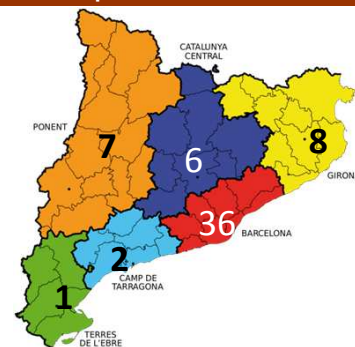 CATALUNYA
CENTRAL
PONENT
7
6
8
GIRON
36
BARCELONA
2
CAMP DE
TARRAGONA
1
TERRES
DE L'EBRE